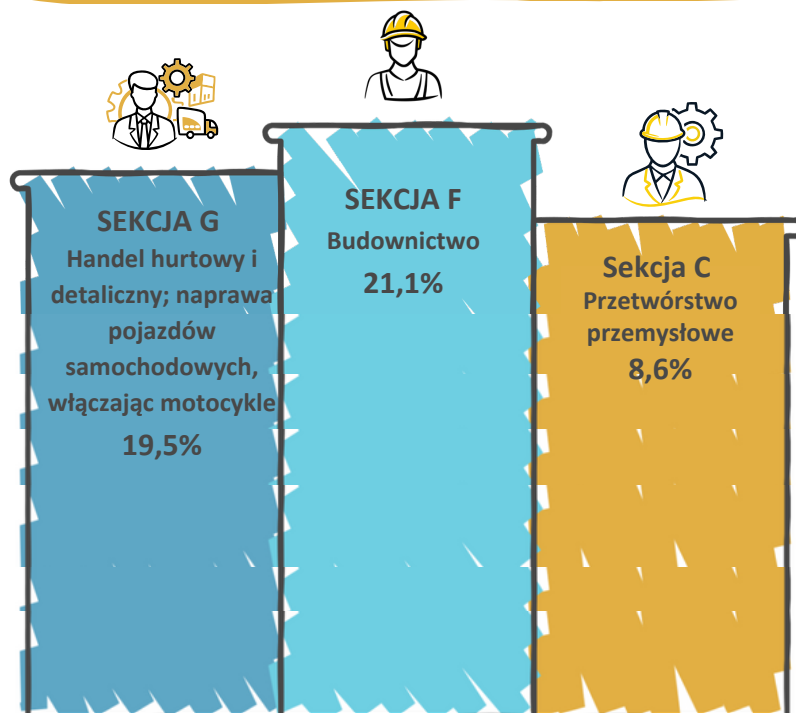 SEKCJA G
Handel hurtowy i
detaliczny; naprawa
pojazdów
samochodowych,
włączając motocykle
19,5%
SEKCJA F
Budownictwo
21,1%
Sekcja C
Przetwórstwo
przemysłowe
8,6%